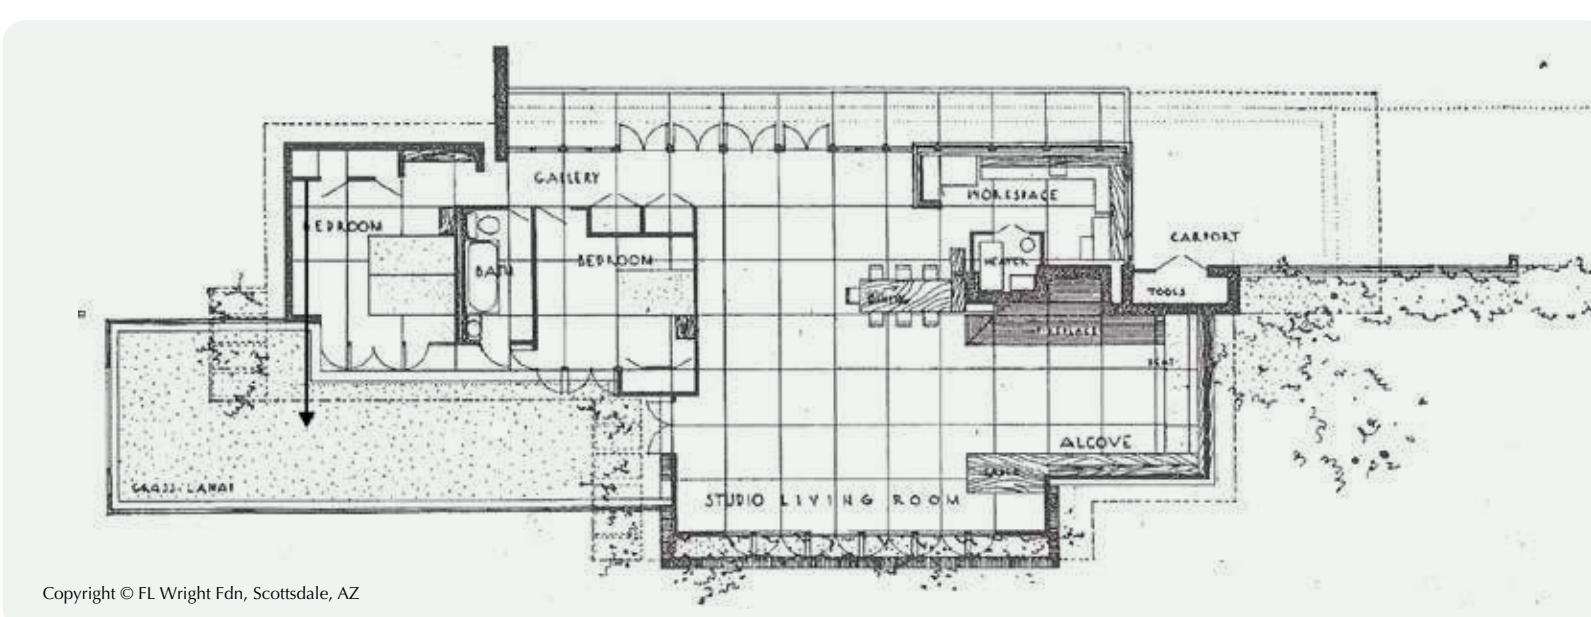 GALLERY
WORKSPACE
BEDROOM
CARPORT
BATH
BEDROOM
HEATER
TOOLS
DINING
FIREPLACE
SEAT
ALCOVE
GRASS LANAI
STUDIO LIVING ROOM
Copyright © FL Wright Fdn, Scottsdale, AZ